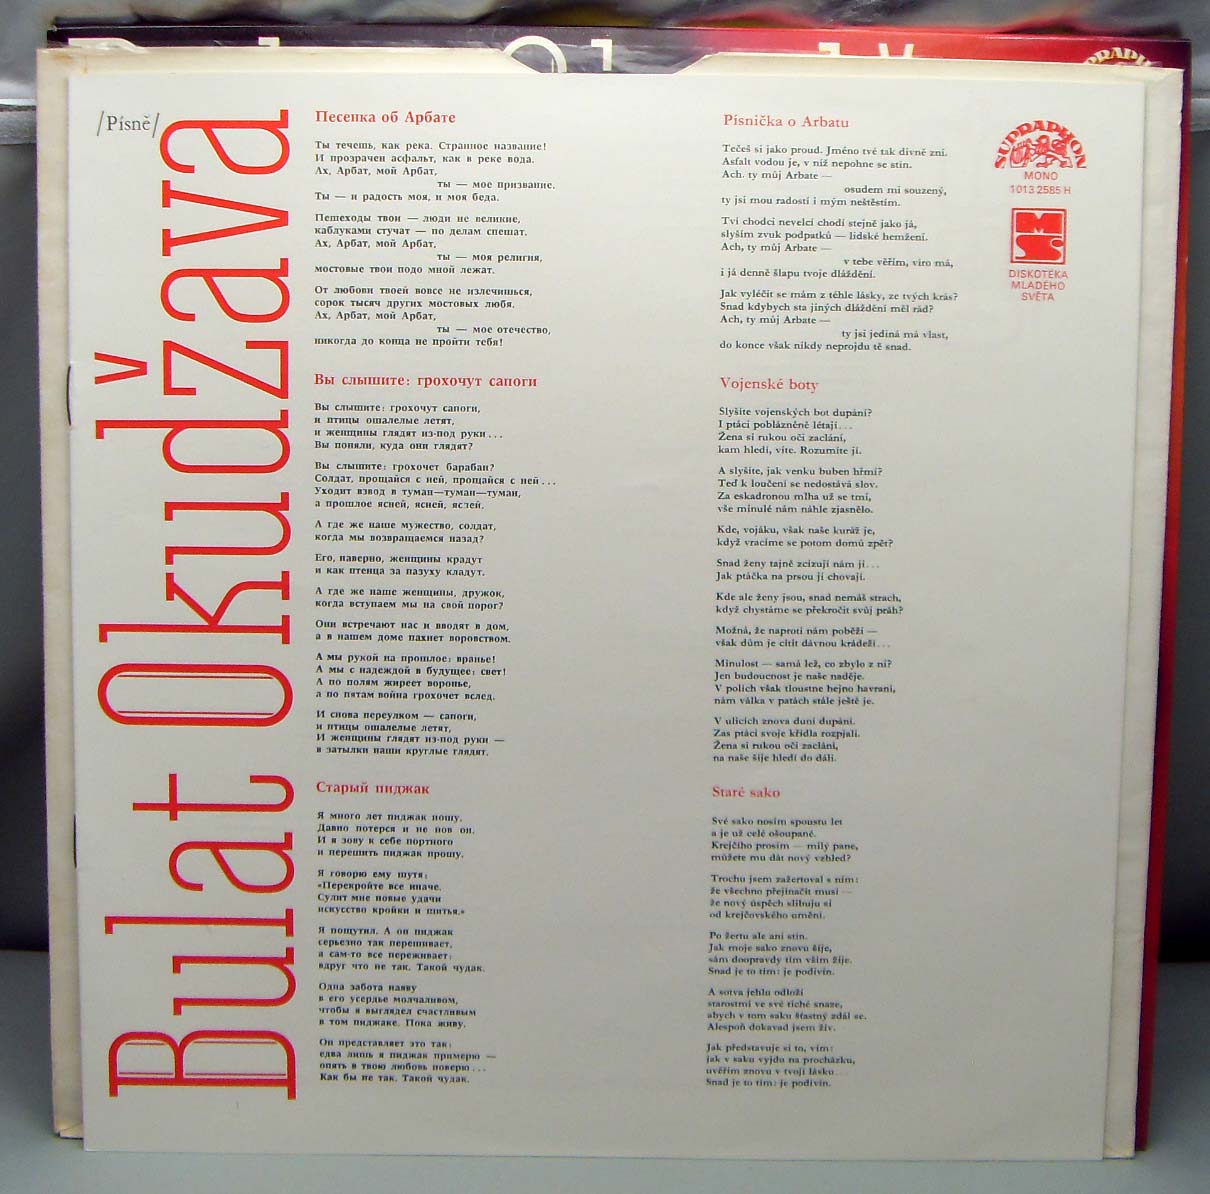 /Písně/
Bulat Okudžava
Песенка об Арбате
Ты течешь, как река. Странное название!
И прозрачен асфальт, как в реке вода.
Ах, Арбат, мой Арбат,
ты — мое призвание.
Ты — и радость моя, и моя беда.
Пешеходы твои — люди не великие,
каблуками стучат — по делам спешат.
Ах, Арбат, мой Арбат,
ты — моя религия,
мостовые твои подо мной лежат.
От любови твоей вовсе не излечишься,
сорок тысяч других мостовых любя.
Ах, Арбат, мой Арбат,
ты — мое отечество,
никогда до конца не пройти тебя!
Вы слышите: грохочут сапоги
Вы слышите: грохочут сапоги,
и птицы ошалелые летят,
и женщины глядят из-под руки...
Вы поняли, куда они глядят?
Вы слышите: грохочет барабан?
Солдат, прощайся с ней, прощайся с ней...
Уходит взвод в туман—туман—туман,
а прошлое ясней, ясней, ясней.
А где же наше мужество, солдат,
когда мы возвращаемся назад?
Его, наверно, женщины крадут
и как птенца за пазуху кладут.
А где же наше женщины, дружок,
когда вступаем мы на свой порог?
Они встречают нас и вводят в дом,
а в нашем доме пахнет воровством.
А мы рукой на прошлое: вранье!
А мы с надеждой в будущее: свет!
А по полям жиреет воронье,
а по пятам война грохочет вслед.
И снова переулком — сапоги,
и птицы ошалелые летят,
И женщины глядят из-под руки —
в затылки наши круглые глядят.
Старый пиджак
Я много лет пиджак ношу.
Давно потерся и не нов он.
И я зову к себе портного
и перешить пиджак прошу.
Я говорю ему шутя:
«Перекройте все иначе.
Сулит мне новые удачи
искусство кройки и шитья.»
Я пошутил. А он пиджак
серьезно так перешивает,
а сам-то все переживает:
вдруг что не так. Такой чудак.
Одна забота наяву
в его усердье молчаливом,
чтобы я выглядел счастливым
в том пиджаке. Пока живу.
Он представляет это так:
едва лишь я пиджак примерю —
опять в твою любовь поверю...
Как бы не так. Такой чудак.
Písnička o Arbatu
Tečeš si jako proud. Jméno tvé tak divně zní.
Asfalt vodou je, v níž nepohne se stín.
Ach, ty můj Arbate —
osudem mi souzený,
ty jsi mou radostí i mým neštěstím.
Tví chodci nevelcí chodí stejně jako já,
slyším zvuk podpatků — lidské hemžení.
Ach, ty můj Arbate —
v tebe věřím, víro má,
i já denně šlapu tvoje dláždění.
Jak vyléčit se mám z téhle lásky, ze tvých krás?
Snad kdybych sta jiných dláždění měl rád?
Ach, ty můj Arbate —
ty jsi jediná má vlast,
do konce však nikdy neprojdu tě snad.
Vojenské boty
Slyšíte vojenských bot dupání?
I ptáci poblázněně létají...
Žena si rukou oči zaclání,
kam hledí, víte. Rozumíte jí.
A slyšíte, jak venku buben hřmí?
Teď k loučení se nedostává slov.
Za eskadronou mlha už se tmí,
vše minulé nám náhle zjasnělo.
Kde, vojáku, však naše kuráž je,
když vracíme se potom domů zpět?
Snad ženy tajně zcizují nám ji...
Jak ptáčka na prsou ji chovají.
Kde ale ženy jsou, snad nemáš strach,
když chystáme se překročit svůj práh?
Možná, že naproti nám poběží —
však dům je cítit dávnou krádeží...
Minulost — samá lež, co zbylo z ní?
Jen budoucnost je naše naděje.
V polích však tloustne hejno havraní,
nám válka v patách stále ještě je.
V ulicích znova duní dupání.
Zas ptáci svoje křídla rozpjali.
Žena si rukou oči zaclání,
na naše šíje hledí do dáli.
Staré sako
Své sako nosím spoustu let
a je už celé ošoupané.
Krejčího prosím — milý pane,
můžete mu dát nový vzhled?
Trochu jsem zažertoval s ním:
že všechno přejinačit musí —
že nový úspěch slibuju si
od krejčovského umění.
Po žertu ale ani stín.
Jak moje sako znovu šije,
sám doopravdy tím vším žije.
Snad je to tím: je podivín.
A sotva jehlu odloží
starostmi ve své tiché snaze,
abych v tom saku šťastný zdál se.
Alespoň dokavad jsem živ.
Jak představuje si to, vím:
jak v saku vyjdu na procházku,
uvěřím znovu v tvoji lásku...
Snad je to tím: je podivín.
SUPRAPHON
MONO
1013 2585 H
DISKOTÉKA
MLADÉHO
SVĚTA